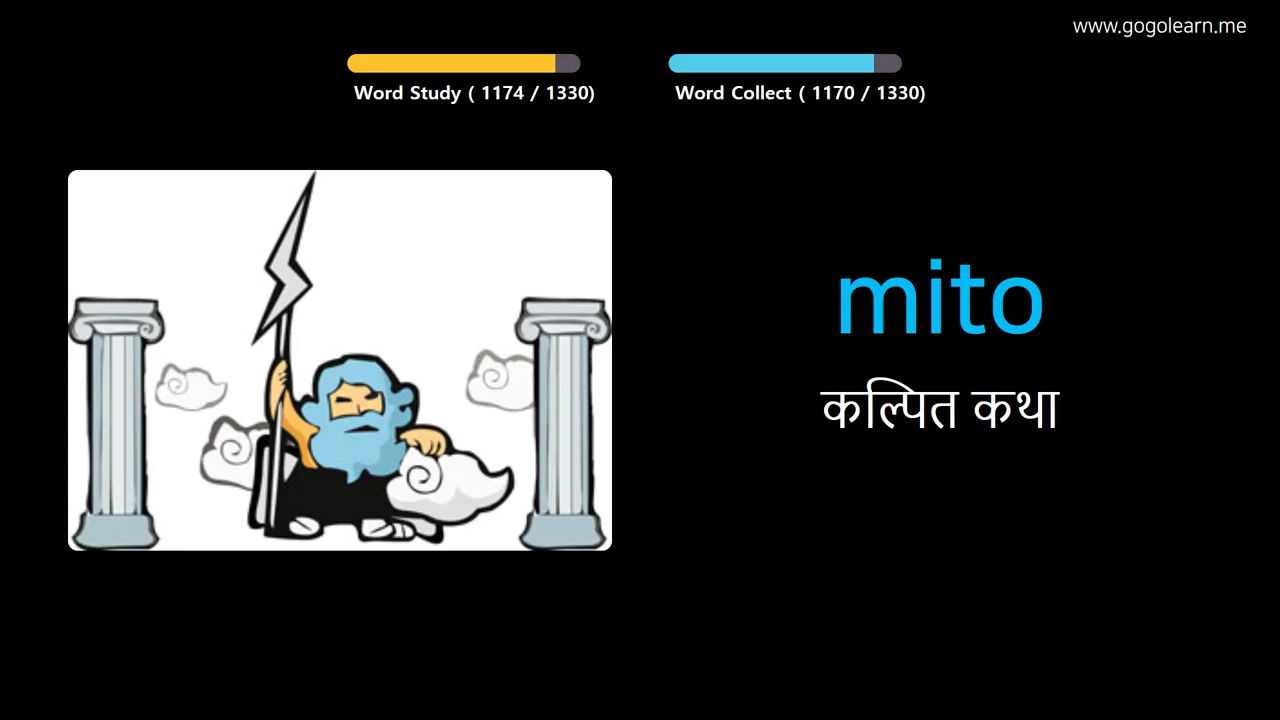 www.gogolearn.me
Word Study ( 1174 / 1330)
Word Collect ( 1170 / 1330)
mito
कल्पित कथा